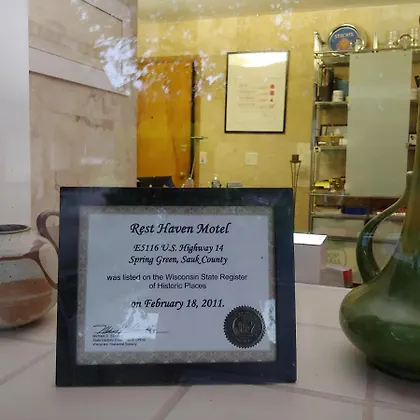 Rest Haven Motel
E5116 U.S. Highway 14
Spring Green, Sauk County
was listed on the Wisconsin State Register
of Historic Places
on February 18, 2011.